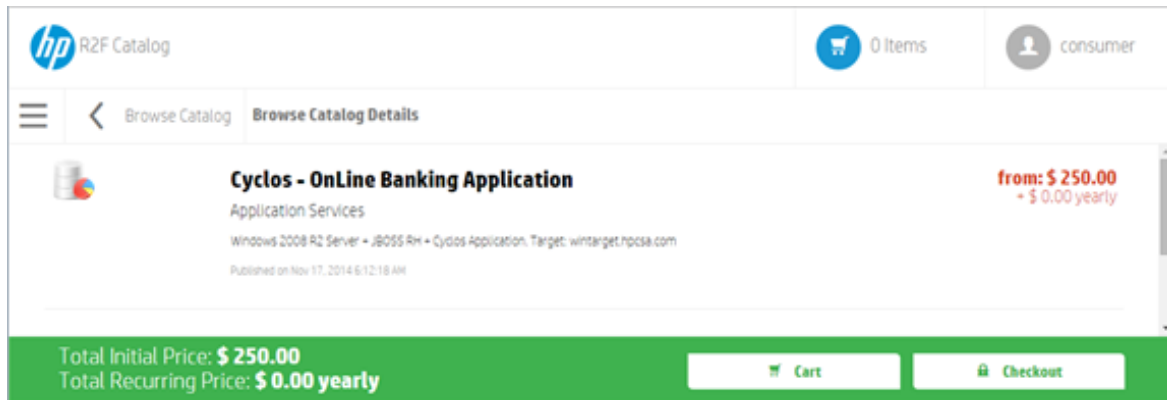 hp R2F Catalog
0 Items
consumer
Browse Catalog
Browse Catalog Details
Cyclos - OnLine Banking Application
from: $ 250.00
+ $ 0.00 yearly
Application Services
Windows 2008 R2 Server + JBOSS RH + Cyclos Application. Target: wintarget.hpcsa.com
Published on Nov 17, 2014 6:12:18 AM
Total Initial Price: $ 250.00
Total Recurring Price: $ 0.00 yearly
Cart
Checkout